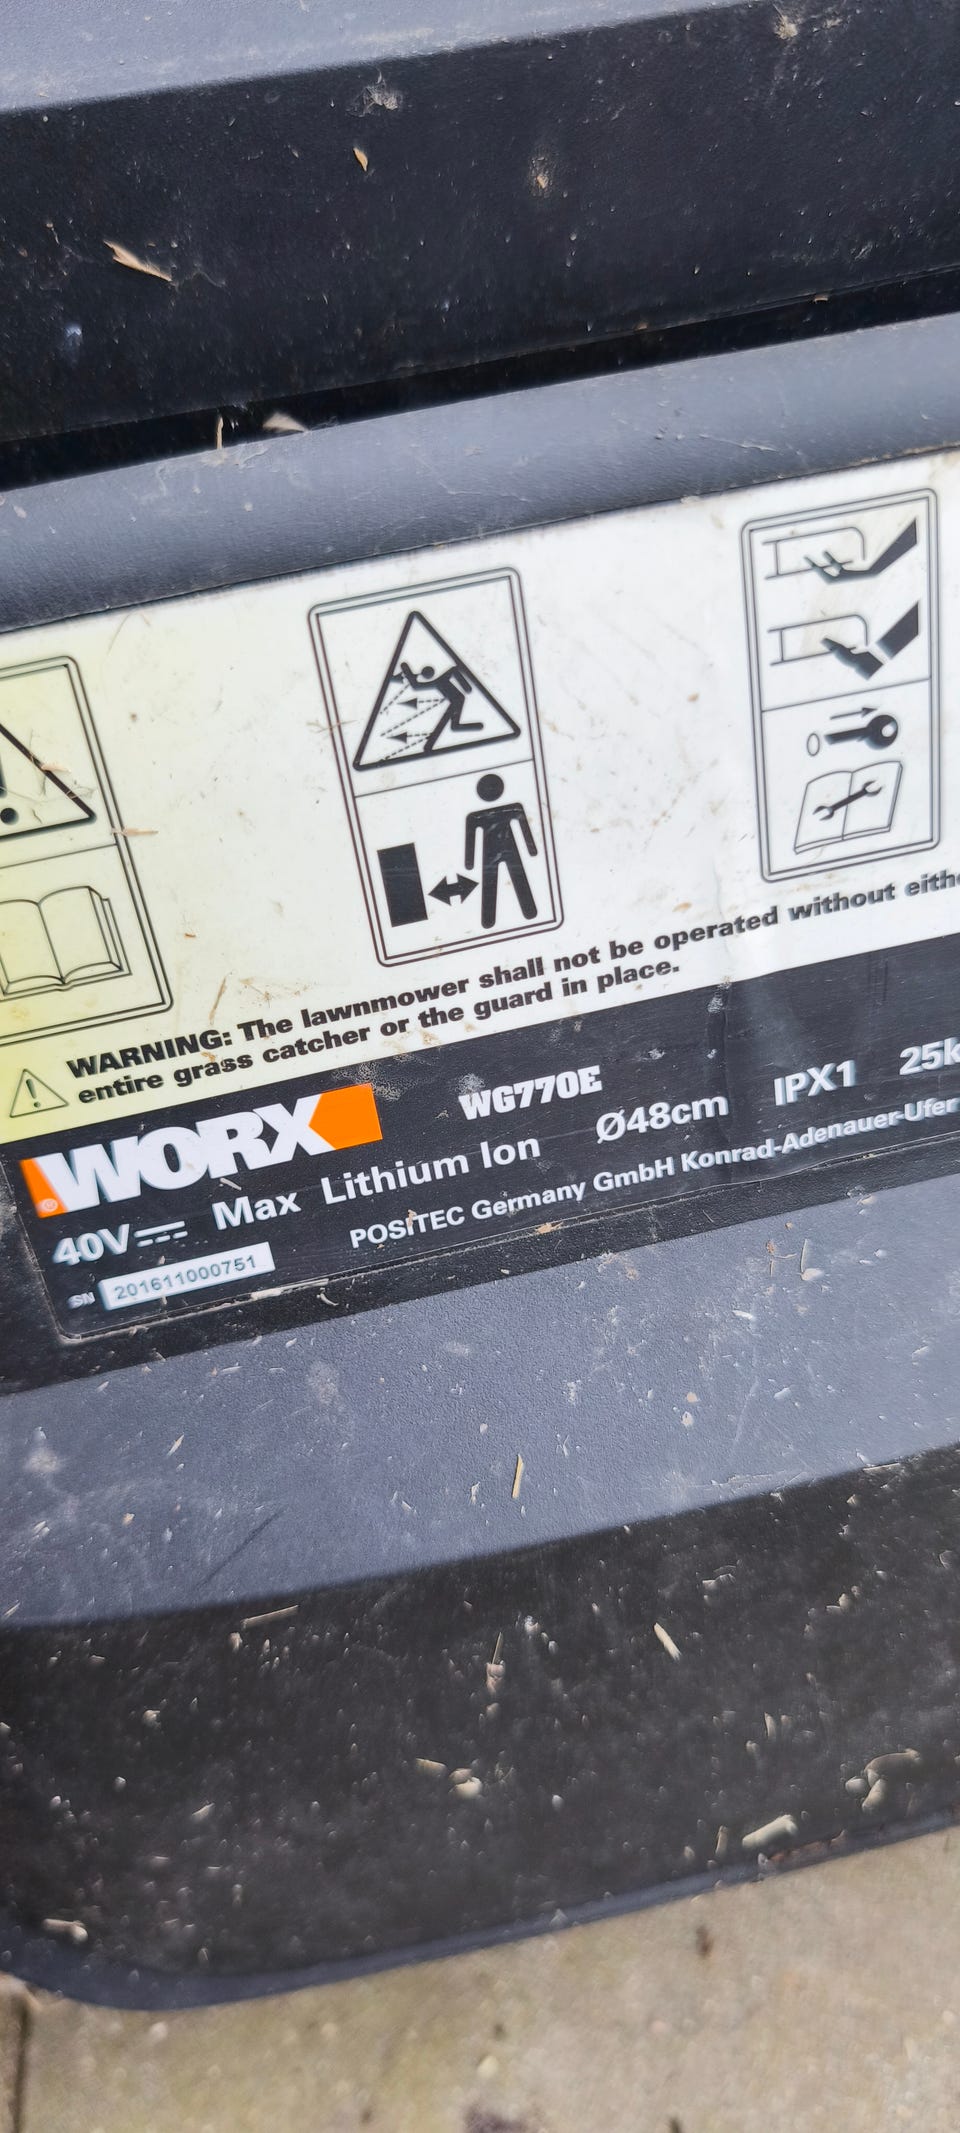 WARNING: The lawnmower shall not be operated without
entire grass catcher or the guard in place.
WORX® WG770E
40V Max Lithium Ion Ø48cm IPX1
POSITEC Germany GmbH Konrad-Adenauer-Ufer
SN 201611000751